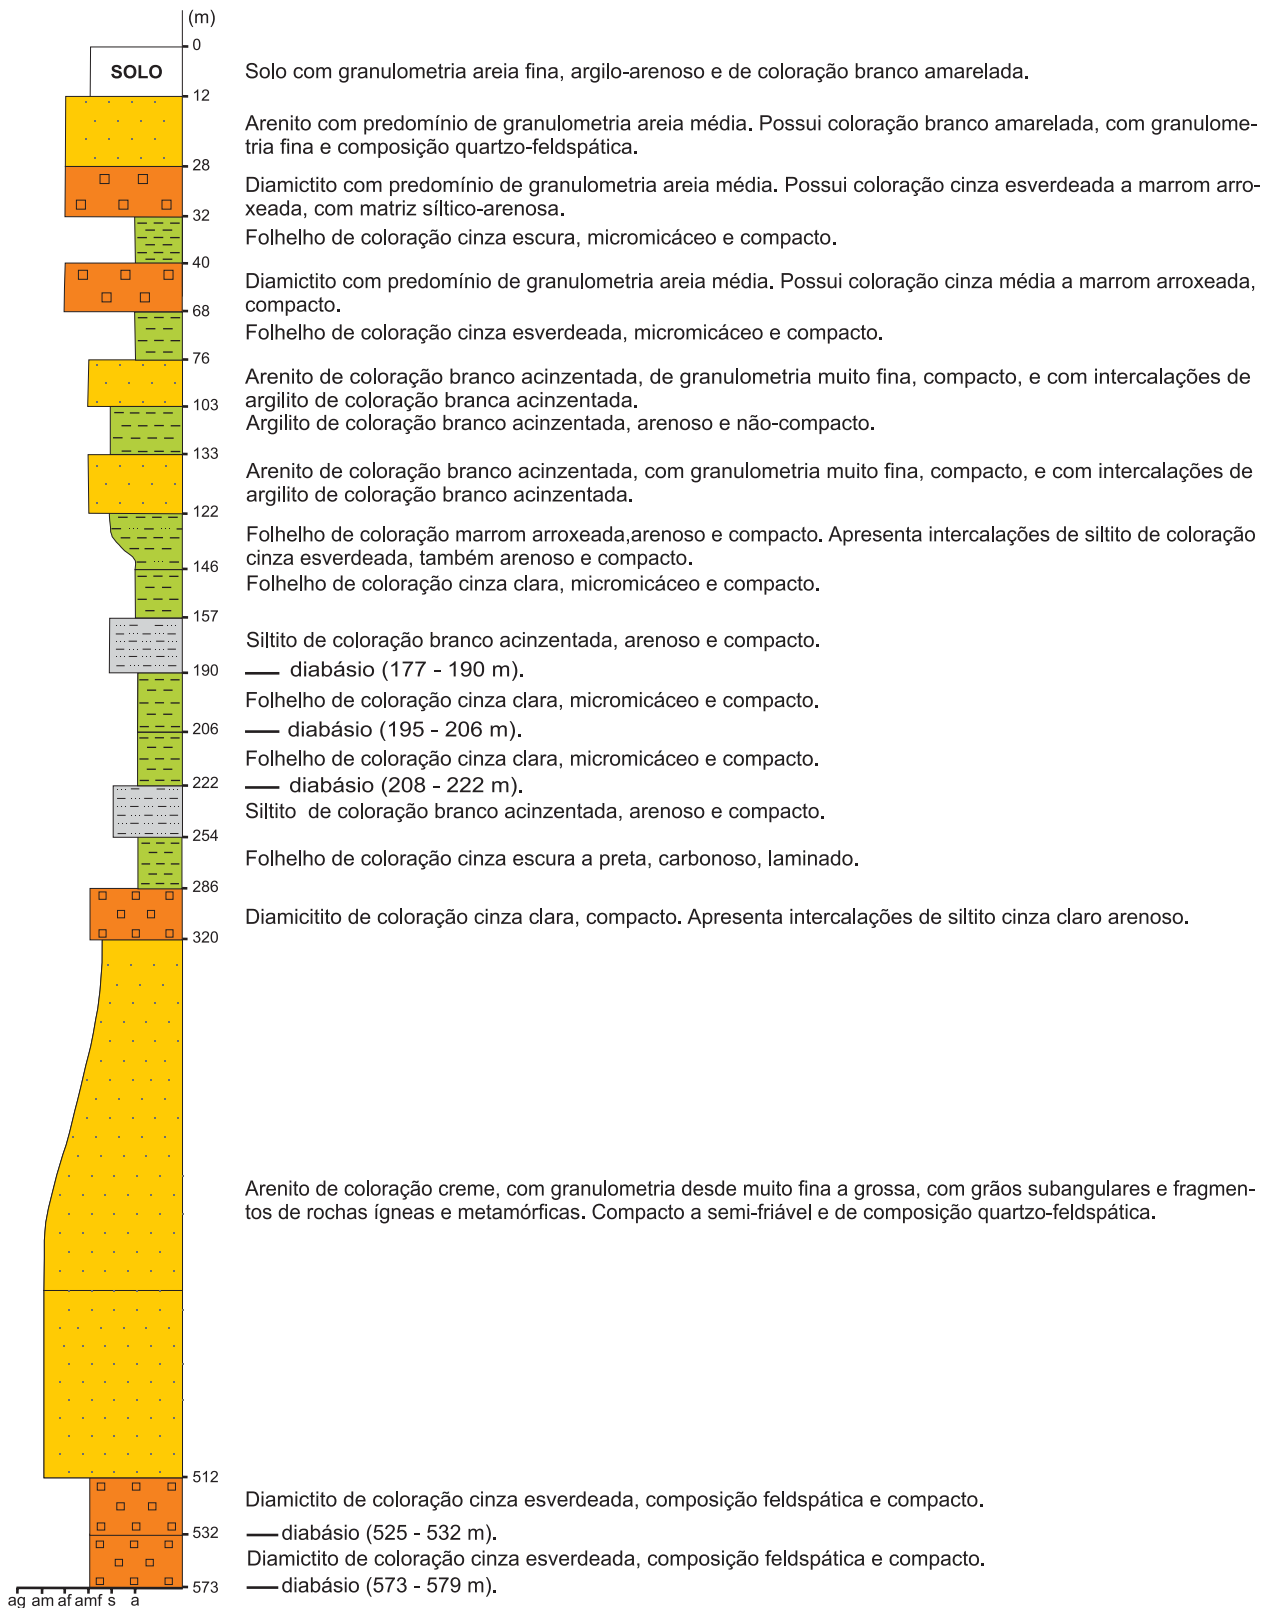 (m)
0
SOLO
Solo com granulometria areia fina, argilo-arenoso e de coloração branco amarelada.
12
Arenito com predomínio de granulometria areia média. Possui coloração branco amarelada, com granulome-
tria fina e composição quartzo-feldspática.
28
Diamictito com predomínio de granulometria areia média. Possui coloração cinza esverdeada a marrom arro-
xeada, com matriz síltico-arenosa.
32
Folhelho de coloração cinza escura, micromicáceo e compacto.
40
Diamictito com predomínio de granulometria areia média. Possui coloração cinza média a marrom arroxeada,
compacto.
68
Folhelho de coloração cinza esverdeada, micromicáceo e compacto.
76
Arenito de coloração branco acinzentada, de granulometria muito fina, compacto, e com intercalações de
argilito de coloração branca acinzentada.
103
Argilito de coloração branco acinzentada, arenoso e não-compacto.
133
Arenito de coloração branco acinzentada, com granulometria muito fina, compacto, e com intercalações de
argilito de coloração branco acinzentada.
122
Folhelho de coloração marrom arroxeada,arenoso e compacto. Apresenta intercalações de siltito de coloração
cinza esverdeada, também arenoso e compacto.
146
Folhelho de coloração cinza clara, micromicáceo e compacto.
157
Siltito de coloração branco acinzentada, arenoso e compacto.
190
diabásio (177 - 190 m).
Folhelho de coloração cinza clara, micromicáceo e compacto.
206
diabásio (195 - 206 m).
Folhelho de coloração cinza clara, micromicáceo e compacto.
222
diabásio (208 - 222 m).
Siltito de coloração branco acinzentada, arenoso e compacto.
254
Folhelho de coloração cinza escura a preta, carbonoso, laminado.
286
Diamicitito de coloração cinza clara, compacto. Apresenta intercalações de siltito cinza claro arenoso.
320
Arenito de coloração creme, com granulometria desde muito fina a grossa, com grãos subangulares e fragmen-
tos de rochas ígneas e metamórficas. Compacto a semi-friável e de composição quartzo-feldspática.
512
Diamictito de coloração cinza esverdeada, composição feldspática e compacto.
532
diabásio (525 - 532 m).
Diamictito de coloração cinza esverdeada, composição feldspática e compacto.
573
diabásio (573 - 579 m).
ag am af amf s a